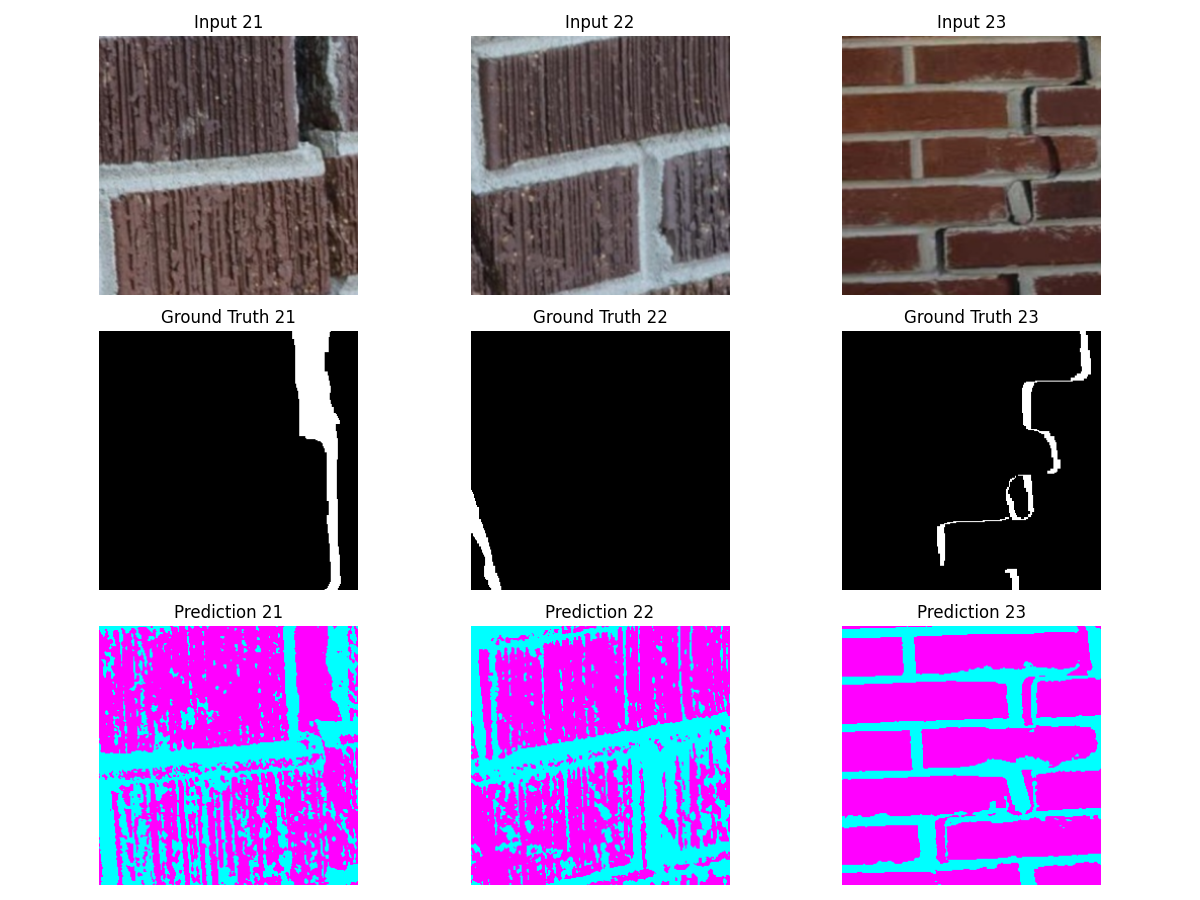 Input 21
Input 22
Input 23
Ground Truth 21
Ground Truth 22
Ground Truth 23
Prediction 21
Prediction 22
Prediction 23